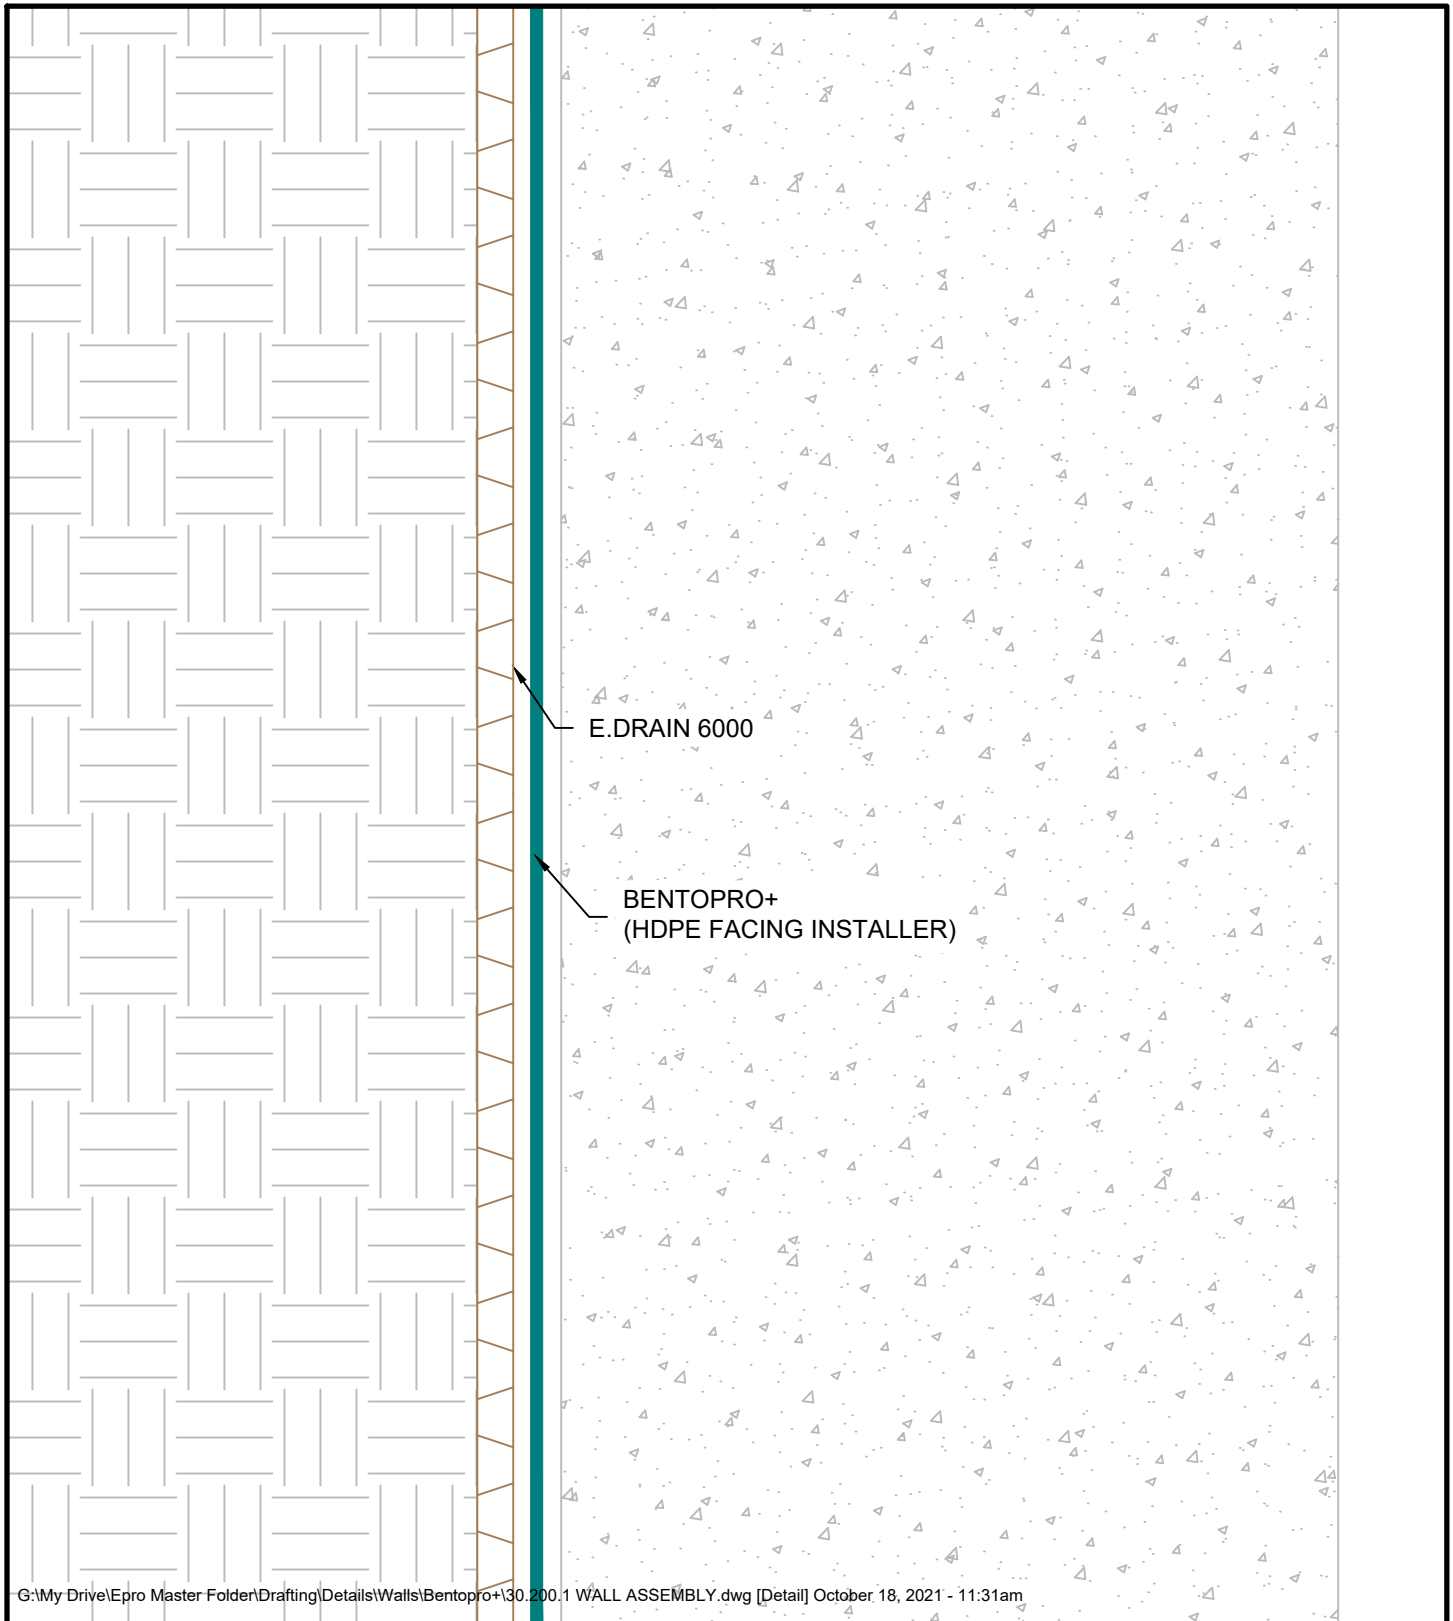 E.DRAIN 6000
BENTOPRO+
(HDPE FACING INSTALLER)
G:\My Drive\Epro Master Folder\Drafting\Details\Walls\Bentopro+\30.200.1 WALL ASSEMBLY.dwg [Detail] October 18, 2021 - 11:31am